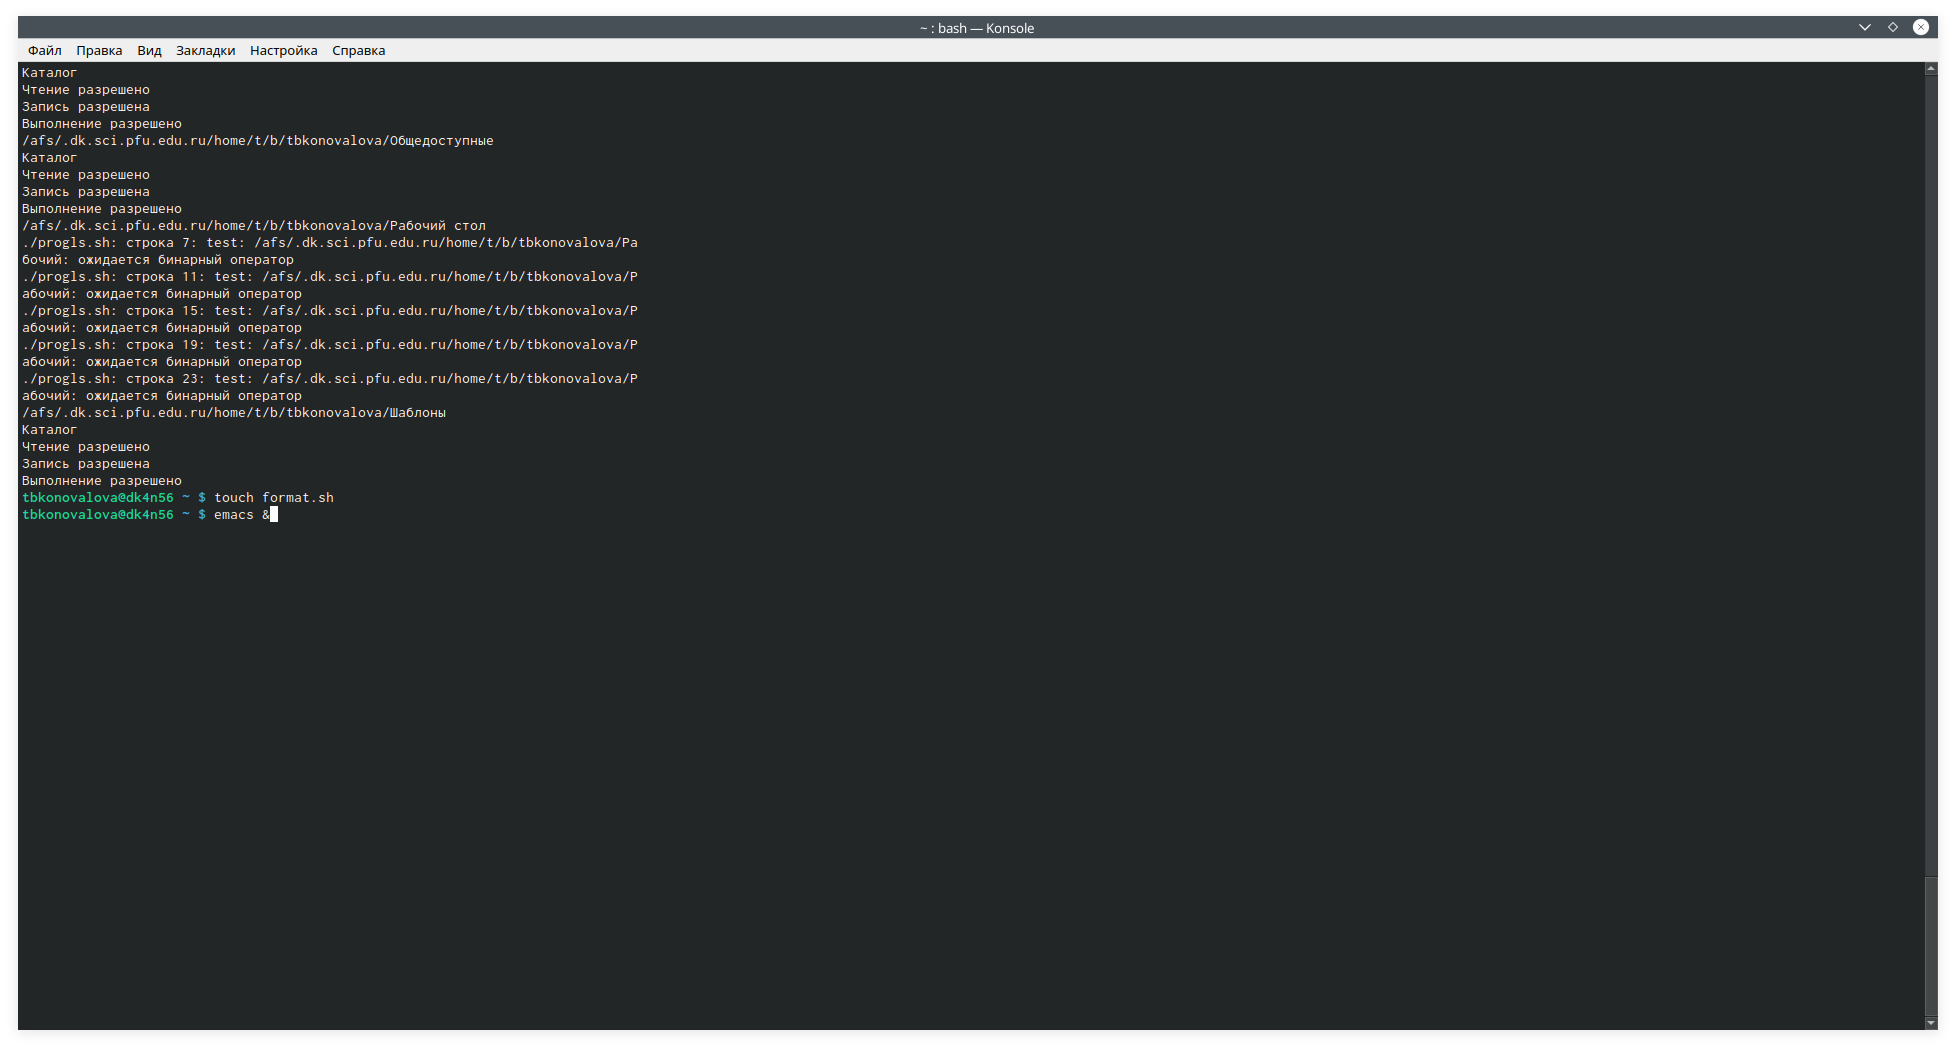 ~ : bash — Konsole
Файл Правка Вид Закладки Настройка Справка
Каталог
Чтение разрешено
Запись разрешена
Выполнение разрешено
/afs/.dk.sci.pfu.edu.ru/home/t/b/tbkonovalova/Общедоступные
Каталог
Чтение разрешено
Запись разрешена
Выполнение разрешено
/afs/.dk.sci.pfu.edu.ru/home/t/b/tbkonovalova/Рабочий стол
./progls.sh: строка 7: test: /afs/.dk.sci.pfu.edu.ru/home/t/b/tbkonovalova/Ра
бочий: ожидается бинарный оператор
./progls.sh: строка 11: test: /afs/.dk.sci.pfu.edu.ru/home/t/b/tbkonovalova/Р
абочий: ожидается бинарный оператор
./progls.sh: строка 15: test: /afs/.dk.sci.pfu.edu.ru/home/t/b/tbkonovalova/Р
абочий: ожидается бинарный оператор
./progls.sh: строка 19: test: /afs/.dk.sci.pfu.edu.ru/home/t/b/tbkonovalova/Р
абочий: ожидается бинарный оператор
./progls.sh: строка 23: test: /afs/.dk.sci.pfu.edu.ru/home/t/b/tbkonovalova/Р
абочий: ожидается бинарный оператор
/afs/.dk.sci.pfu.edu.ru/home/t/b/tbkonovalova/Шаблоны
Каталог
Чтение разрешено
Запись разрешена
Выполнение разрешено
tbkonovalova@dk4n56 ~ $ touch format.sh
tbkonovalova@dk4n56 ~ $ emacs &